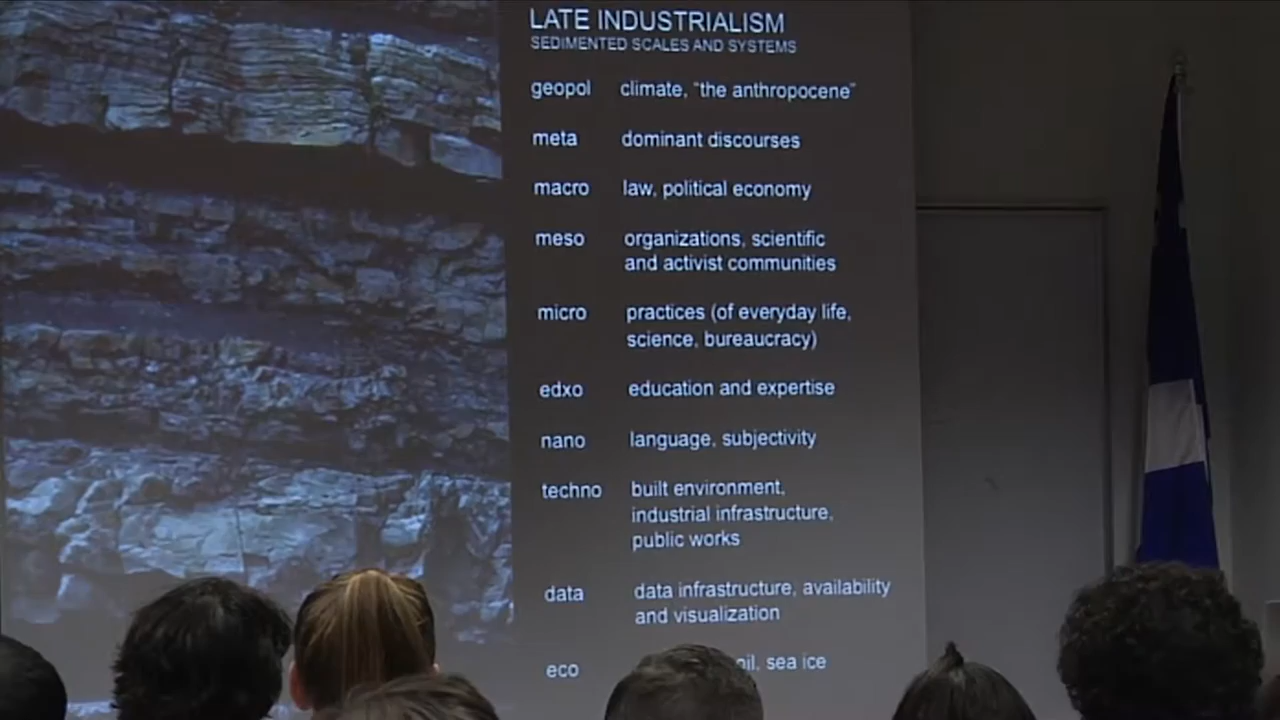 LATE INDUSTRIALISM
SEDIMENTED SCALES AND SYSTEMS
geopol climate, "the anthropocene"
meta dominant discourses
macro law, political economy
meso organizations, scientific
and activist communities
micro practices (of everyday life,
science, bureaucracy)
edxo education and expertise
nano language, subjectivity
techno built environment,
industrial infrastructure,
public works
data data infrastructure, availability
and visualization
eco sea ice